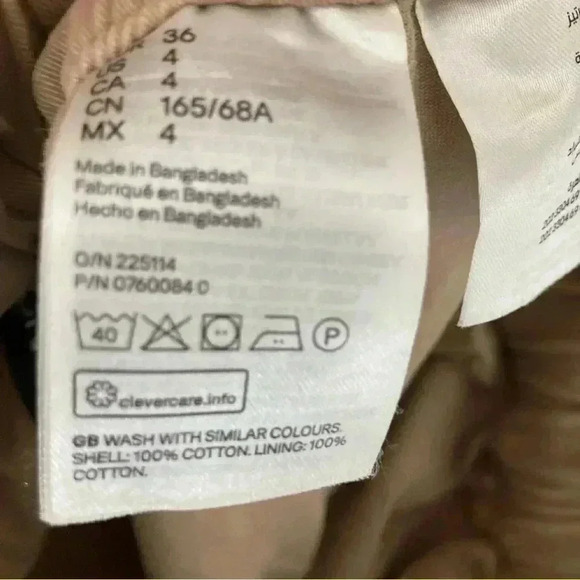 36
US 4
CA 4
CN 165/68A
MX 4
Made in Bangladesh
Fabriqué en Bangladesh
Hecho en Bangladesh
O/N 225114
P/N 0760084 0
40
P
clevercare.info
GB WASH WITH SIMILAR COLOURS.
SHELL: 100% COTTON. LINING: 100%
COTTON.